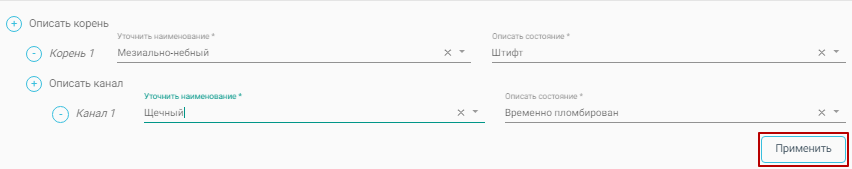 + Описать корень
Уточнить наименование * Описать состояние *
- Корень 1 Мезиально-небный × Штифт ×
+ Описать канал
Уточнить наименование * Описать состояние *
- Канал 1 Щечный × Временно пломбирован ×
Применить